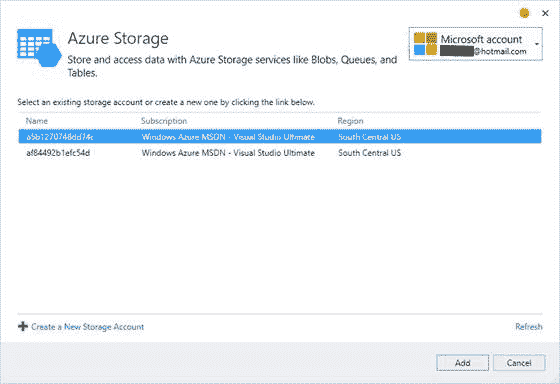 Azure Storage
Store and access data with Azure Storage services like Blobs, Queues, and
Tables.
Microsoft account
@hotmail.com
Select an existing storage account or create a new one by clicking the link below.
Name Subscription Region
a5b1270748dd74c Windows Azure MSDN - Visual Studio Ultimate South Central US
af84492b1efc54d Windows Azure MSDN - Visual Studio Ultimate South Central US
Create a New Storage Account Refresh
Add Cancel